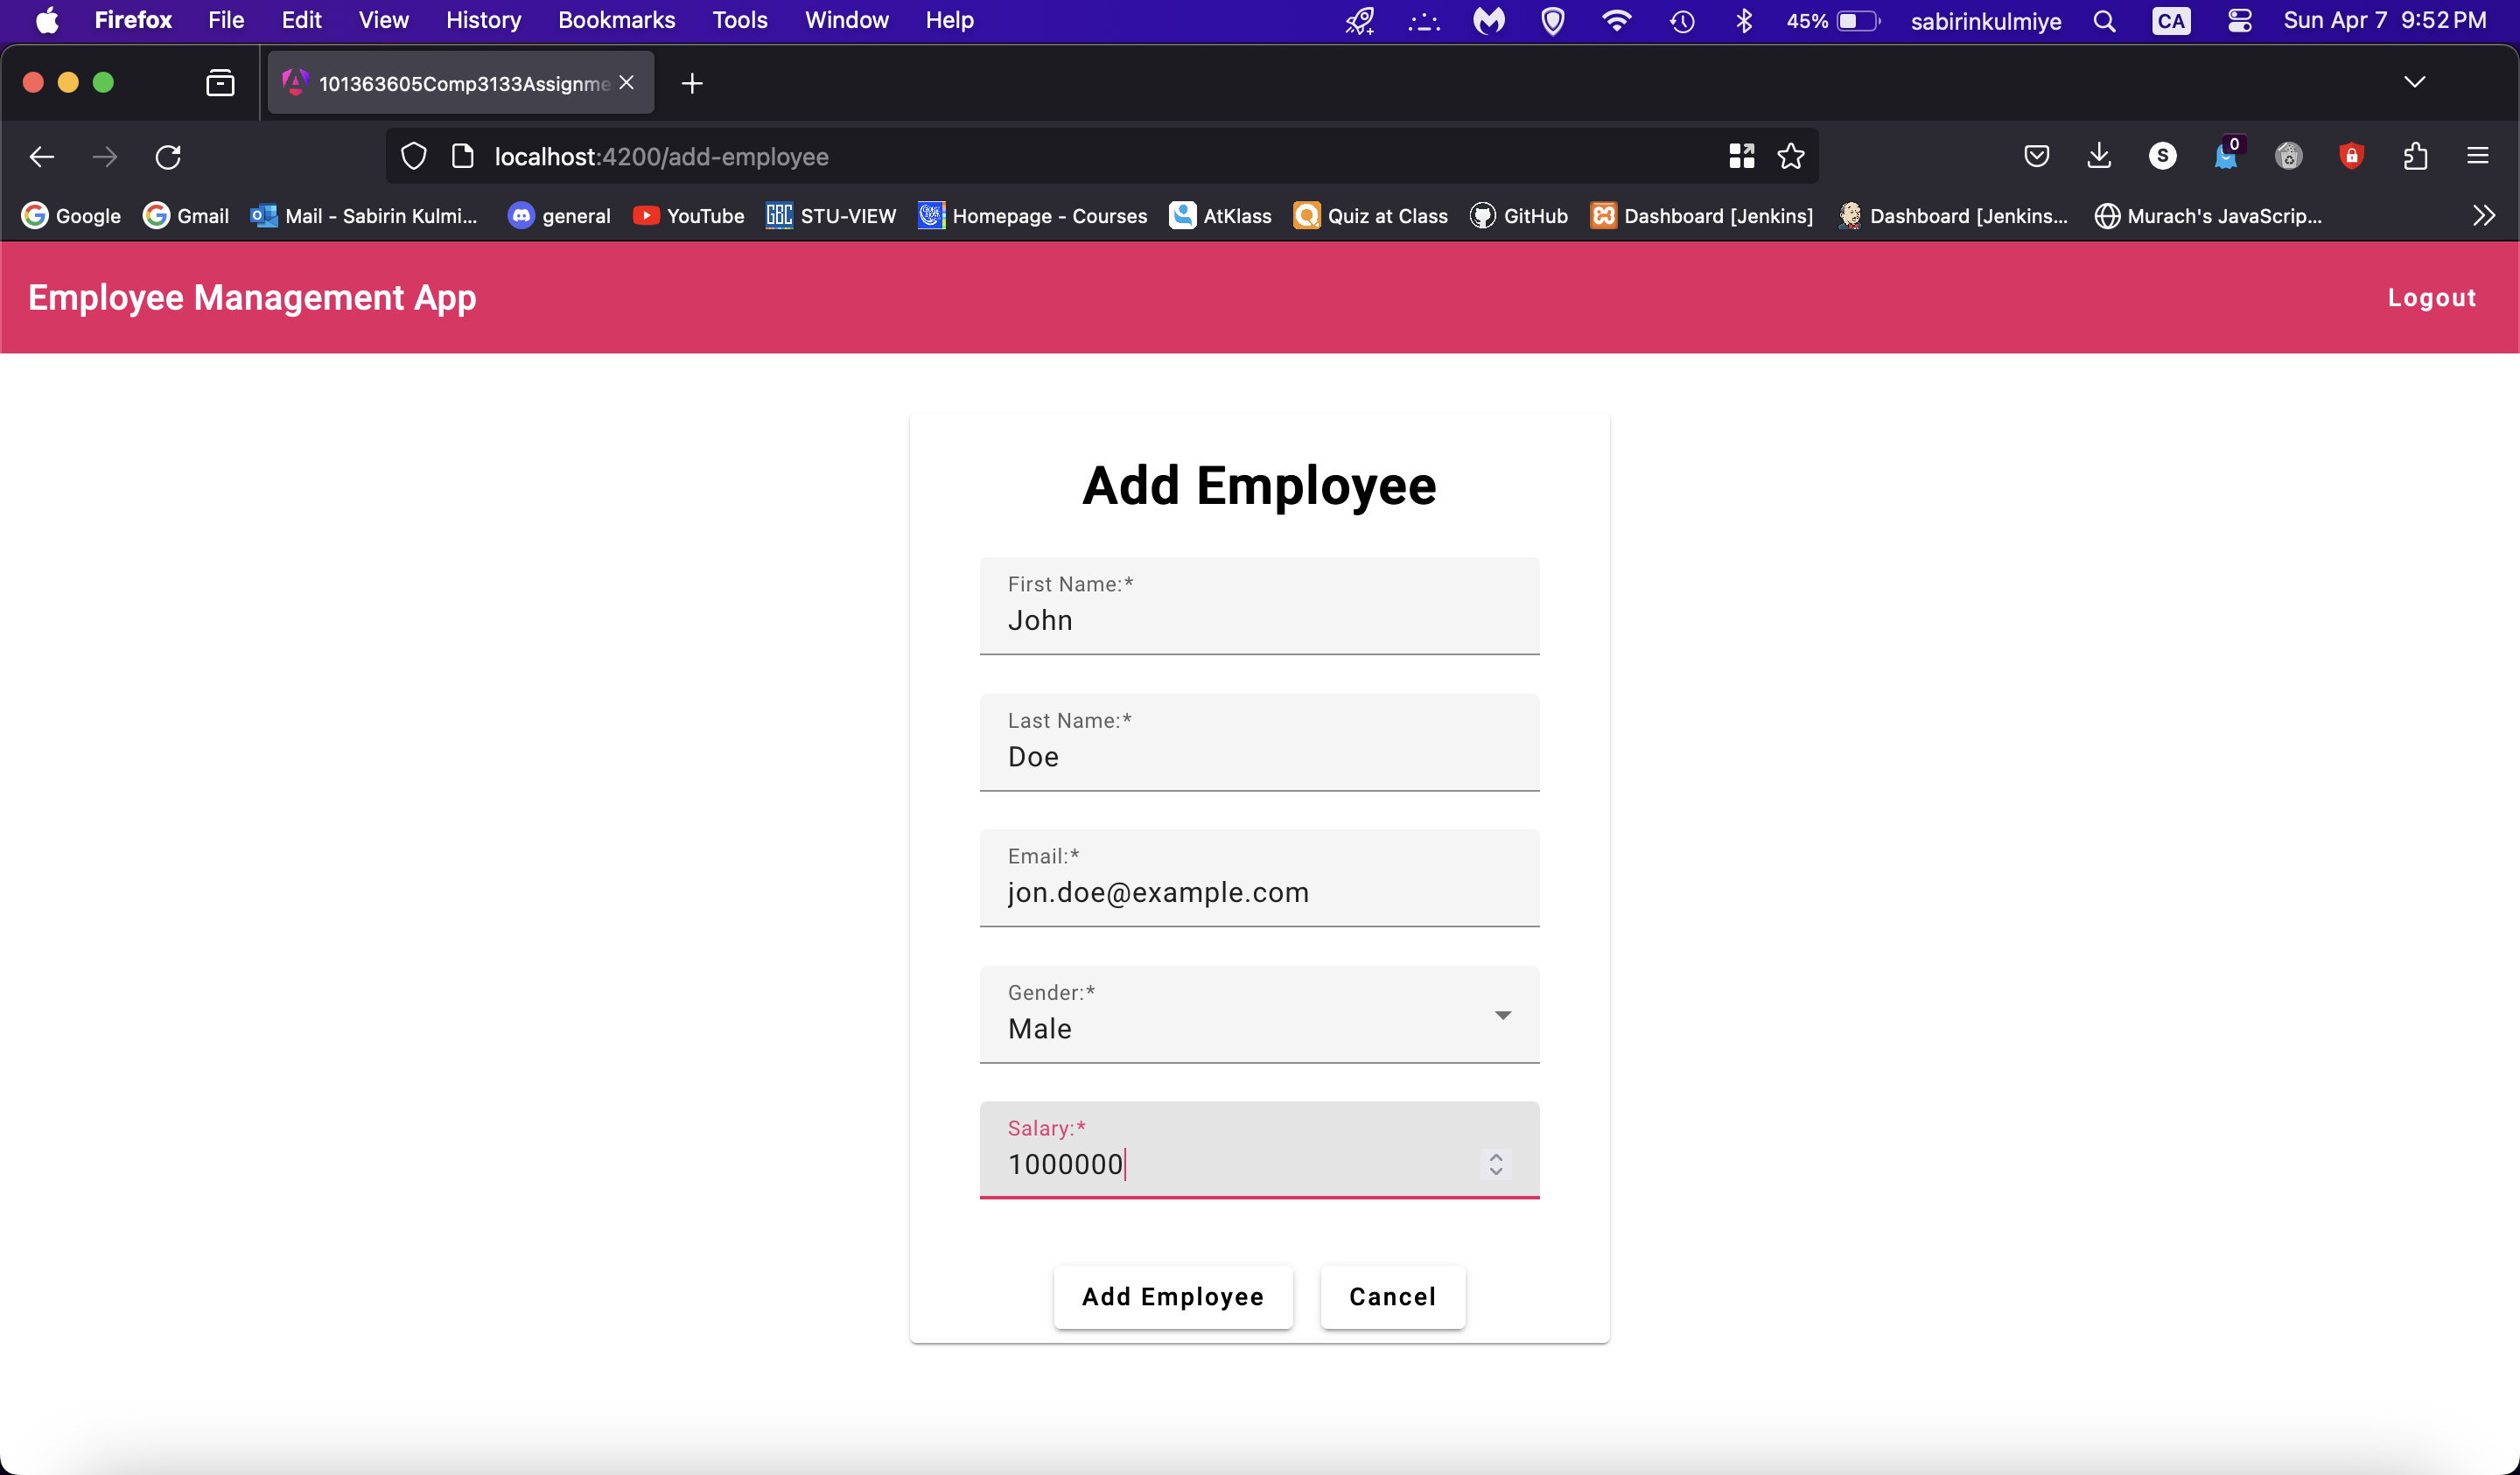 Firefox File Edit View History Bookmarks Tools Window Help 45% sabirinkulmiye CA Sun Apr 7 9:52 PM
101363605Comp3133Assignme
localhost:4200/add-employee S 0
Google Gmail Mail - Sabirin Kulmi... general YouTube GBC STU-VIEW Homepage - Courses AtKlass Quiz at Class GitHub Dashboard [Jenkins] Dashboard [Jenkins... Murach's JavaScrip...
Employee Management App Logout
Add Employee
First Name:*
John
Last Name:*
Doe
Email:*
jon.doe@example.com
Gender:*
Male
Salary:*
1000000
Add Employee Cancel